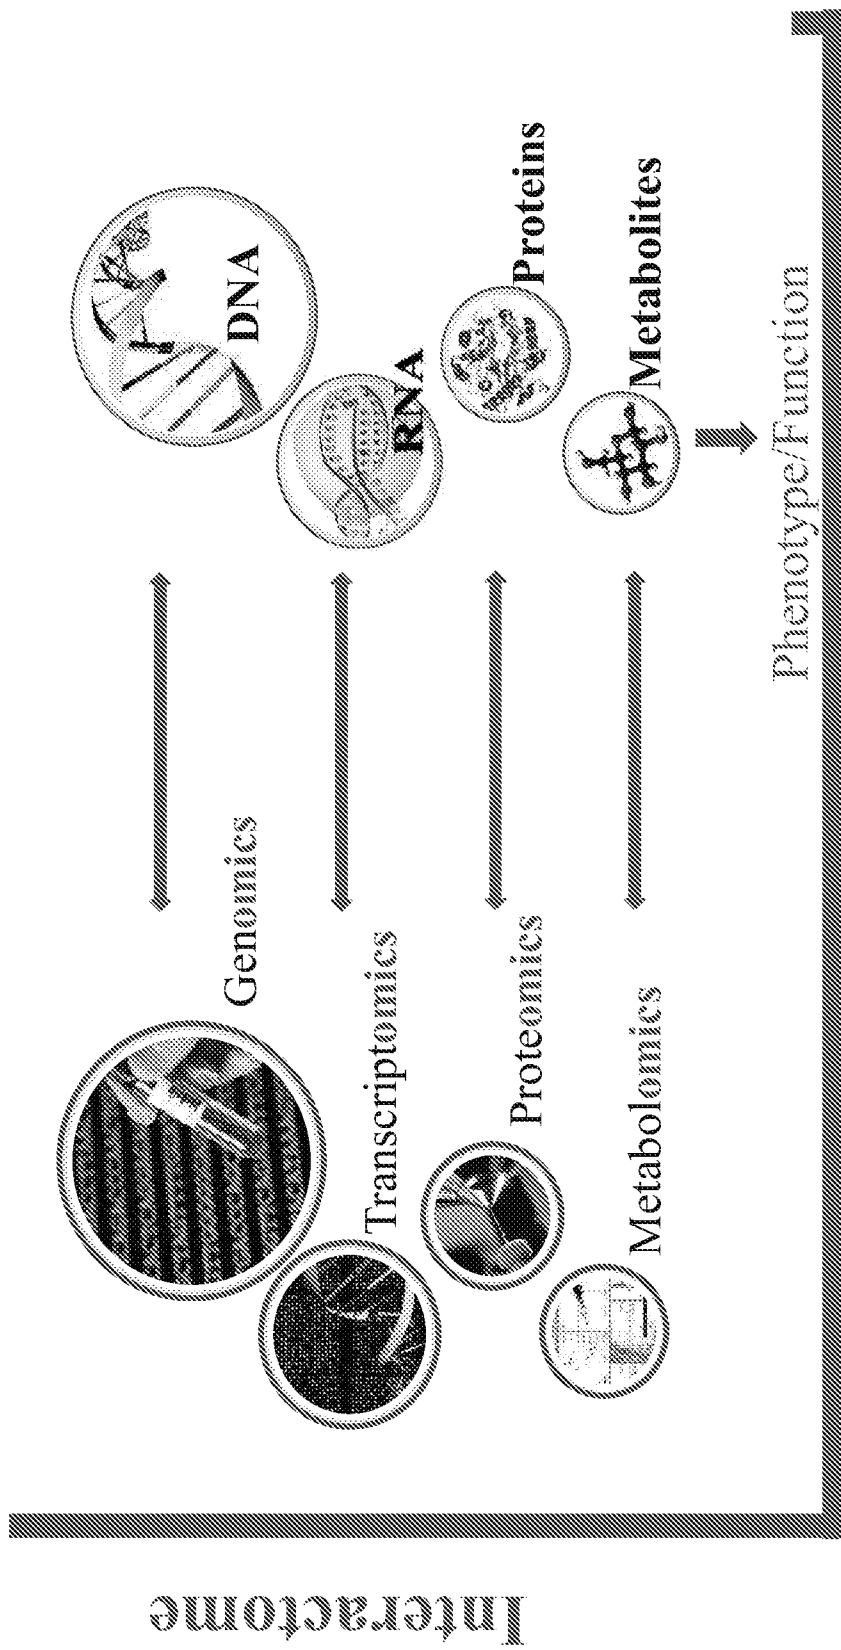 Interactome
Genomics
DNA
Transcriptomics
RNA
Proteomics
Proteins
Metabolomics
Metabolites
Phenotype/Function